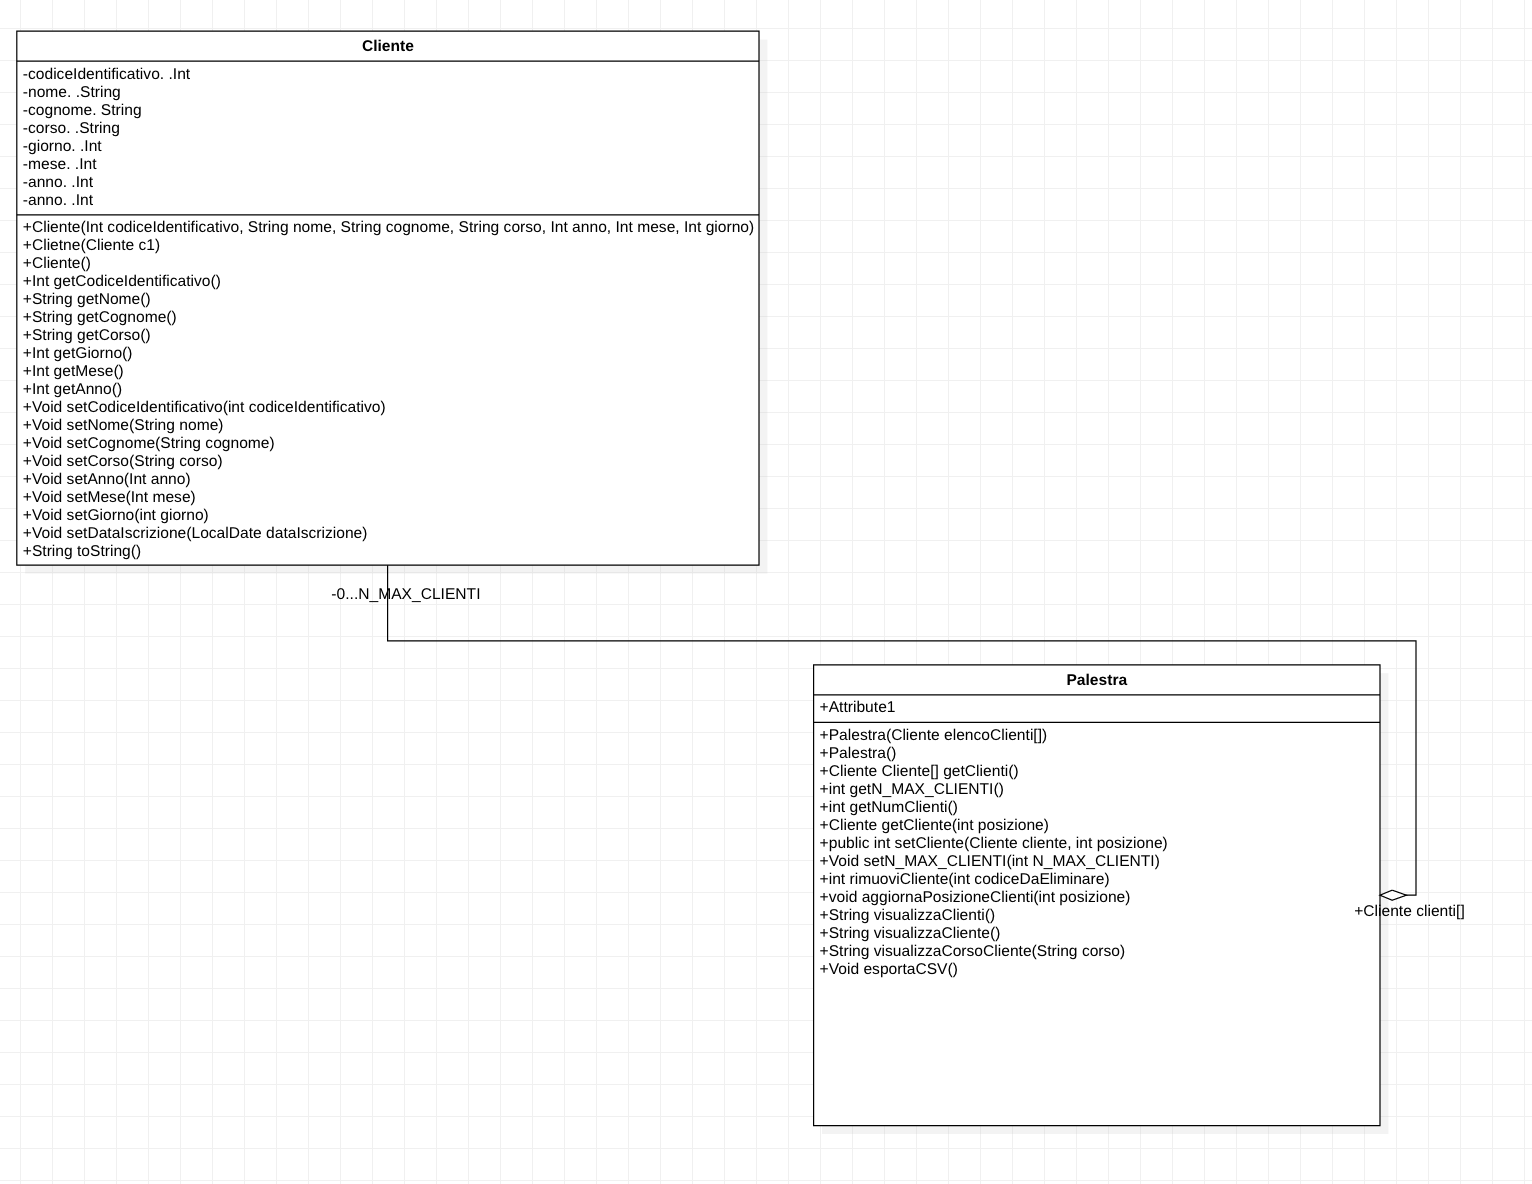 Cliente
-codiceIdentificativo. .Int
-nome. .String
-cognome. String
-corso. .String
-giorno. .Int
-mese. .Int
-anno. .Int
-anno. .Int
+Cliente(Int codiceIdentificativo, String nome, String cognome, String corso, Int anno, Int mese, Int giorno)
+Clietne(Cliente c1)
+Cliente()
+Int getCodiceIdentificativo()
+String getNome()
+String getCognome()
+String getCorso()
+Int getGiorno()
+Int getMese()
+Int getAnno()
+Void setCodiceIdentificativo(int codiceIdentificativo)
+Void setNome(String nome)
+Void setCognome(String cognome)
+Void setCorso(String corso)
+Void setAnno(Int anno)
+Void setMese(Int mese)
+Void setGiorno(int giorno)
+Void setDataIscrizione(LocalDate dataIscrizione)
+String toString()
-0...N_MAX_CLIENTI
Palestra
+Attribute1
+Palestra(Cliente elencoClienti[])
+Palestra()
+Cliente Cliente[] getClienti()
+int getN_MAX_CLIENTI()
+int getNumClienti()
+Cliente getCliente(int posizione)
+public int setCliente(Cliente cliente, int posizione)
+Void setN_MAX_CLIENTI(int N_MAX_CLIENTI)
+int rimuoviCliente(int codiceDaEliminare)
+void aggiornaPosizioneClienti(int posizione)
+String visualizzaClienti()
+String visualizzaCliente()
+String visualizzaCorsoCliente(String corso)
+Void esportaCSV()
+Cliente clienti[]